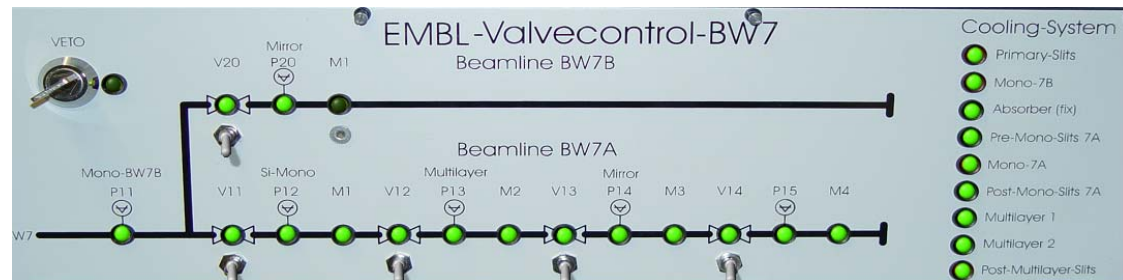 EMBL-Valvecontrol-BW7
VETO
Cooling-System
Mirror
V20 P20 M1
Beamline BW7B
Primary-Slits
Mono-7B
Absorber (fix)
Pre-Mono-Slits 7A
Mono-7A
Post-Mono-Slits 7A
Multilayer 1
Multilayer 2
Post-Multilayer-Slits
Beamline BW7A
Mono-BW7B Si-Mono Multilayer Mirror
P11 V11 P12 M1 V12 P13 M2 V13 P14 M3 V14 P15 M4
W7